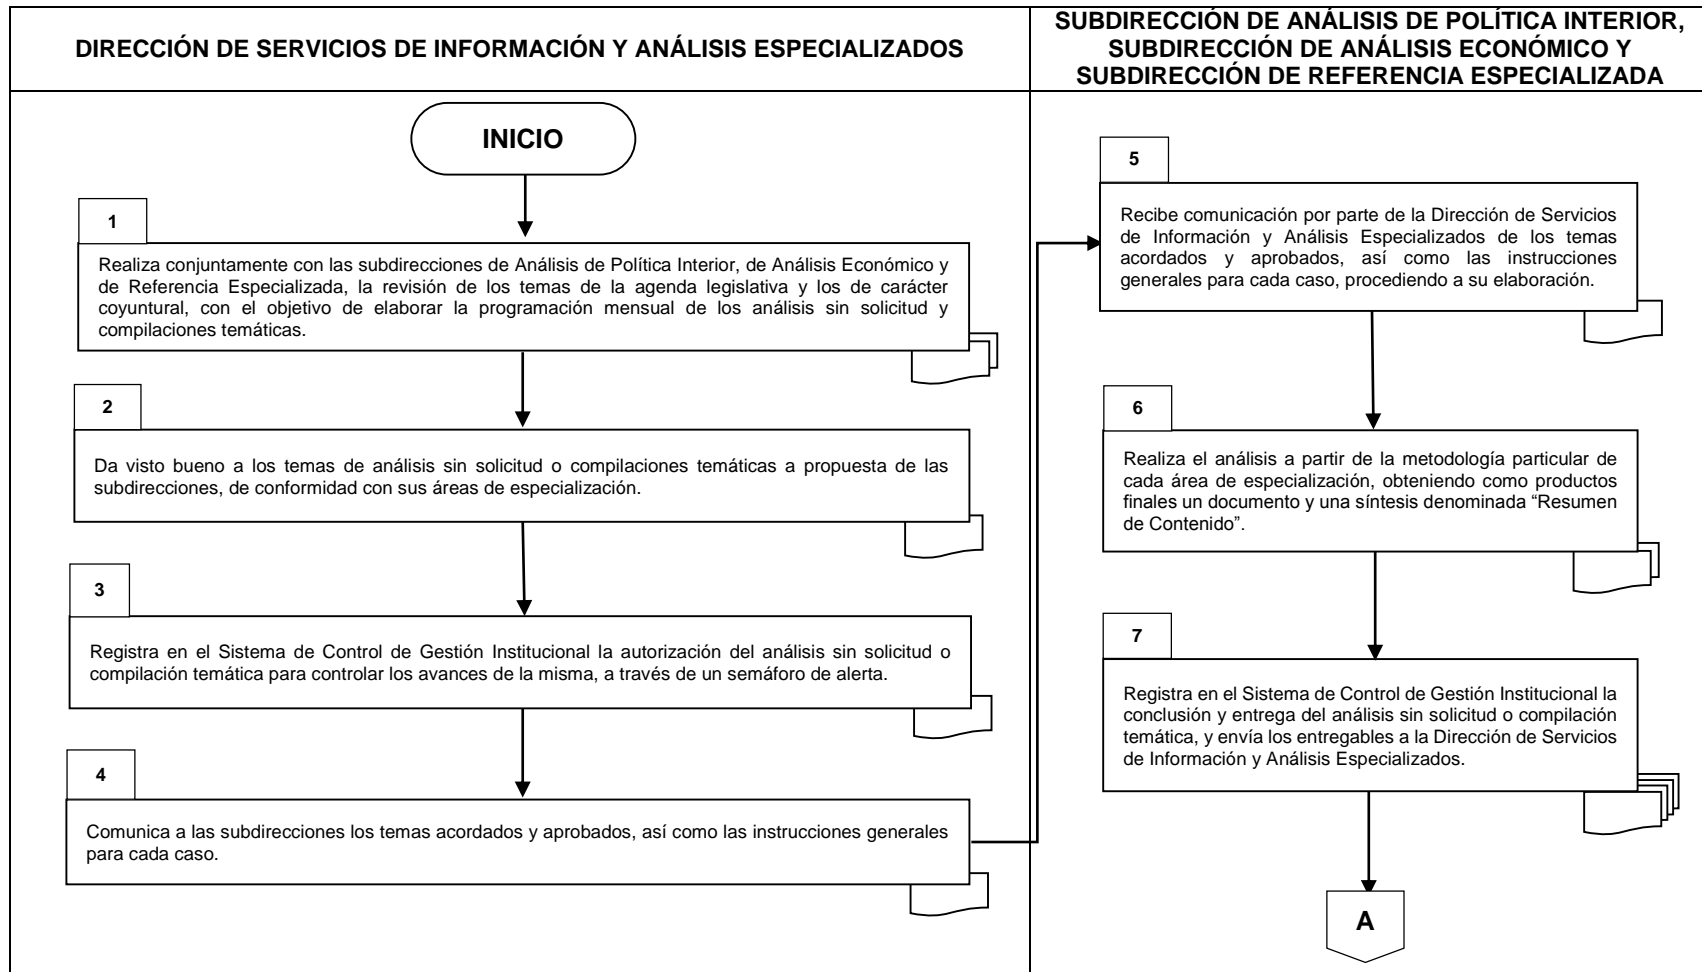 DIRECCIÓN DE SERVICIOS DE INFORMACIÓN Y ANÁLISIS ESPECIALIZADOS
SUBDIRECCIÓN DE ANÁLISIS DE POLÍTICA INTERIOR,
SUBDIRECCIÓN DE ANÁLISIS ECONÓMICO Y
SUBDIRECCIÓN DE REFERENCIA ESPECIALIZADA
INICIO
1
Realiza conjuntamente con las subdirecciones de Análisis de Política Interior, de Análisis Económico y
de Referencia Especializada, la revisión de los temas de la agenda legislativa y los de carácter
coyuntural, con el objetivo de elaborar la programación mensual de los análisis sin solicitud y
compilaciones temáticas.
2
Da visto bueno a los temas de análisis sin solicitud o compilaciones temáticas a propuesta de las
subdirecciones, de conformidad con sus áreas de especialización.
3
Registra en el Sistema de Control de Gestión Institucional la autorización del análisis sin solicitud o
compilación temática para controlar los avances de la misma, a través de un semáforo de alerta.
4
Comunica a las subdirecciones los temas acordados y aprobados, así como las instrucciones generales
para cada caso.
5
Recibe comunicación por parte de la Dirección de Servicios
de Información y Análisis Especializados de los temas
acordados y aprobados, así como las instrucciones
generales para cada caso, procediendo a su elaboración.
6
Realiza el análisis a partir de la metodología particular de
cada área de especialización, obteniendo como productos
finales un documento y una síntesis denominada “Resumen
de Contenido”.
7
Registra en el Sistema de Control de Gestión Institucional la
conclusión y entrega del análisis sin solicitud o compilación
temática, y envía los entregables a la Dirección de Servicios
de Información y Análisis Especializados.
A